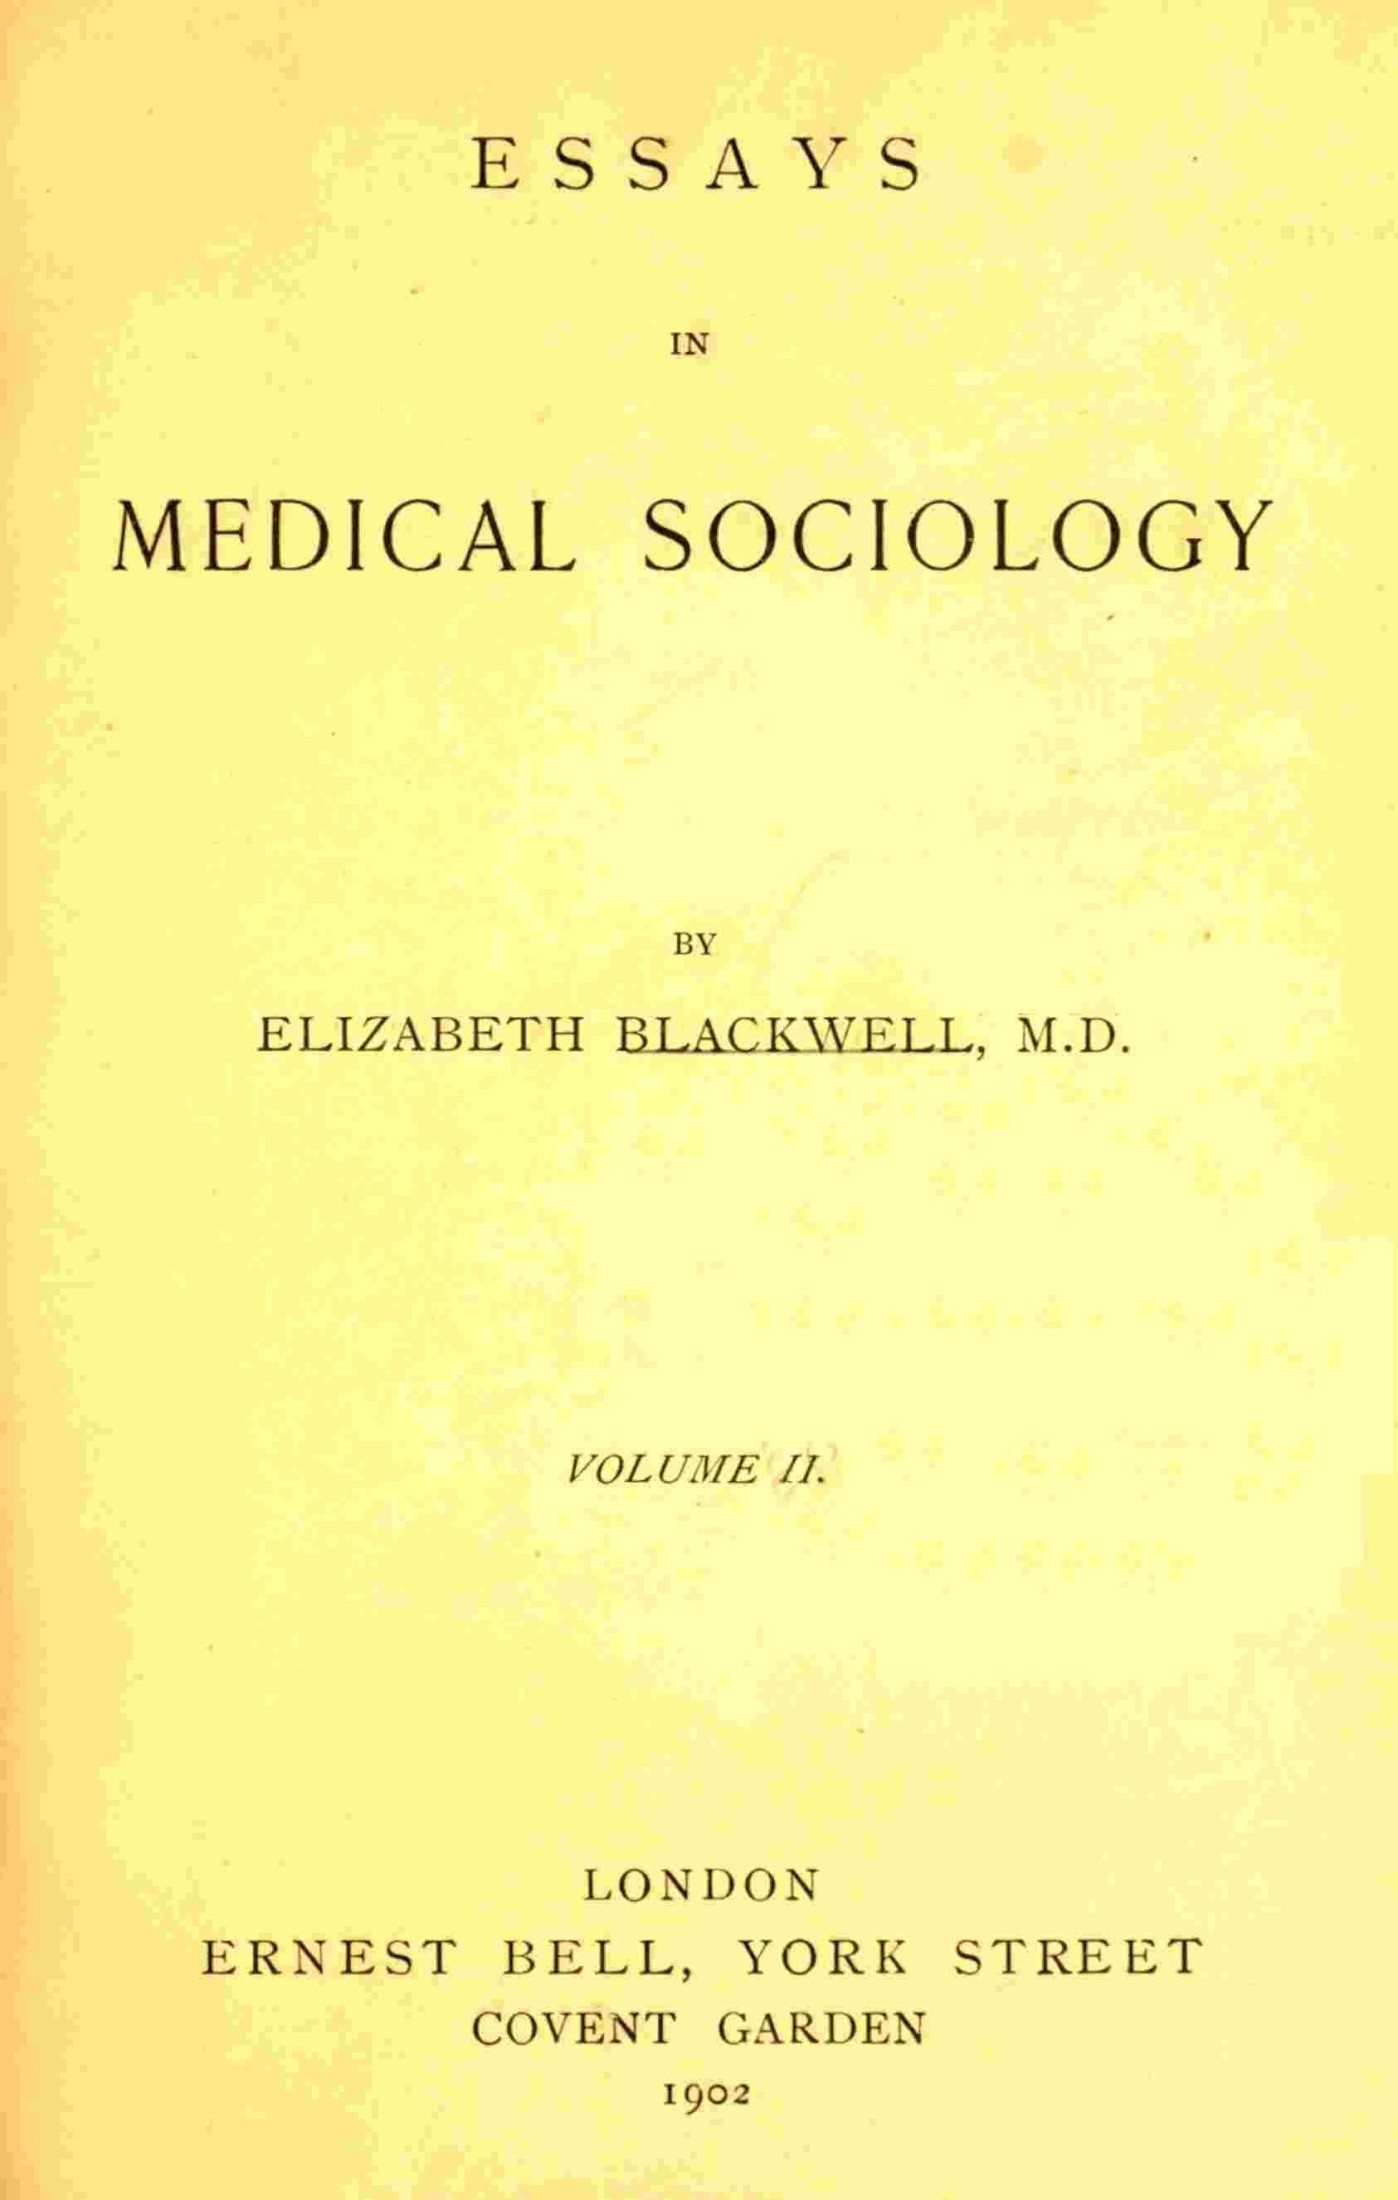 ESSAYS
IN
MEDICAL SOCIOLOGY
BY
ELIZABETH BLACKWELL, M.D.
VOLUME II.
LONDON
ERNEST BELL, YORK STREET
COVENT GARDEN
1902